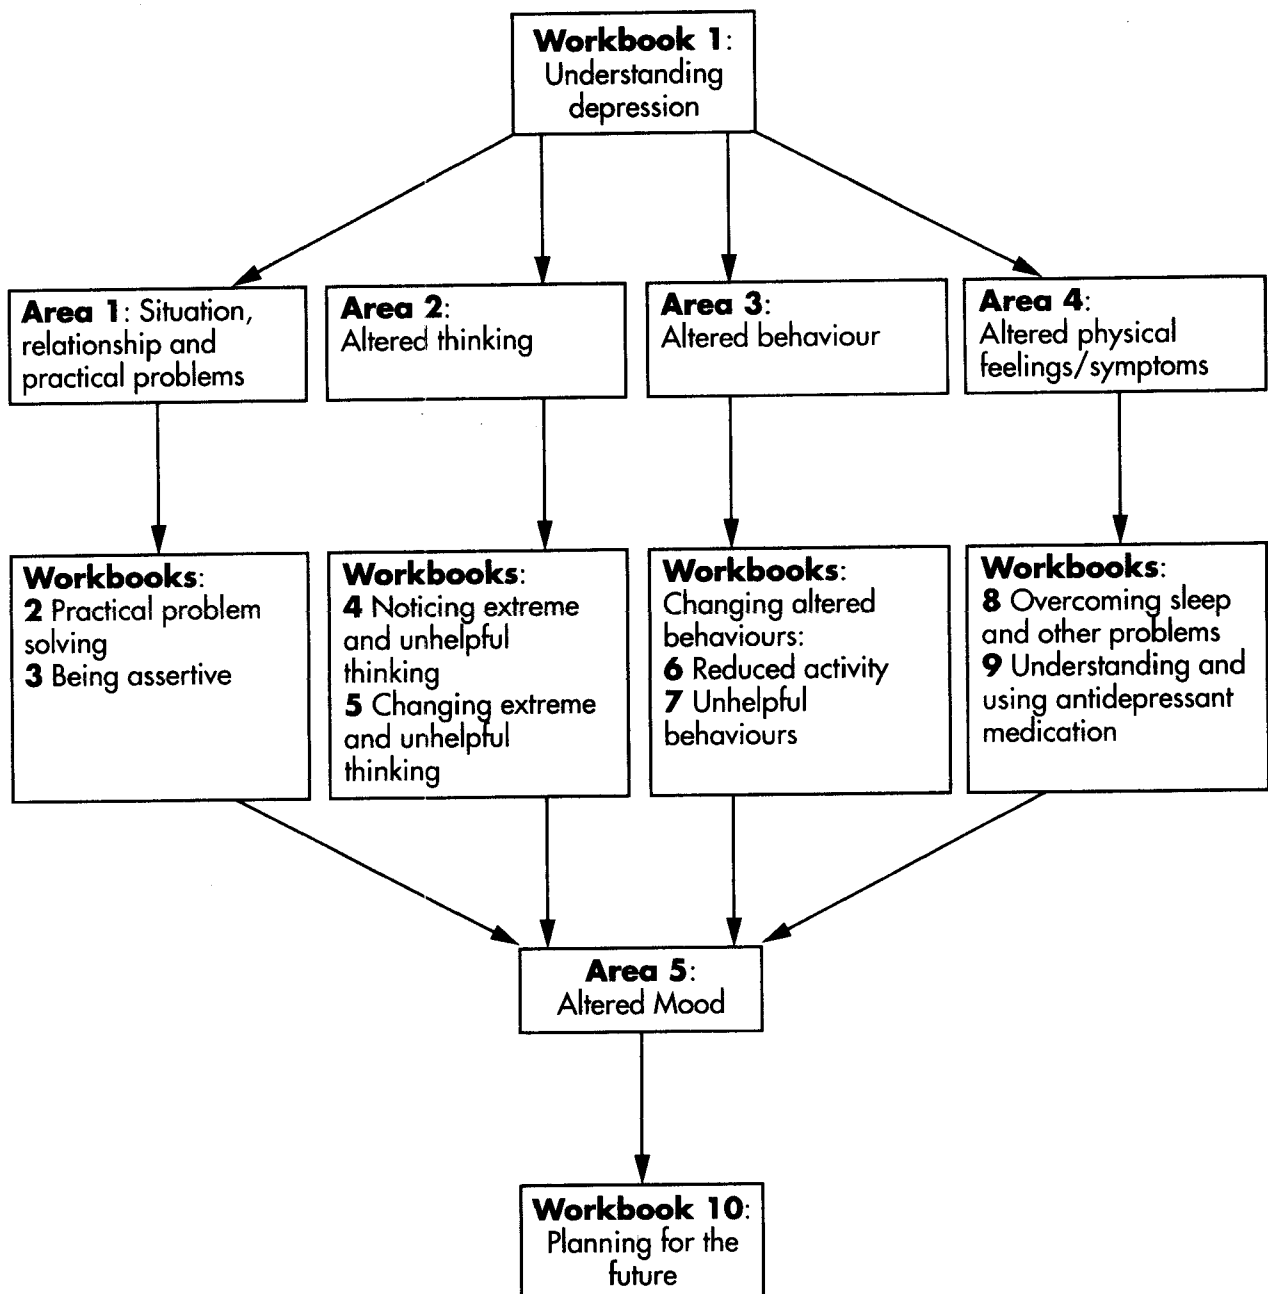 Workbook 1:
Understanding
depression
Area 1: Situation,
relationship and
practical problems
Area 2:
Altered thinking
Area 3:
Altered behaviour
Area 4:
Altered physical
feelings/symptoms
Workbooks:
2 Practical problem
solving
3 Being assertive
Workbooks:
4 Noticing extreme
and unhelpful
thinking
5 Changing extreme
and unhelpful
thinking
Workbooks:
Changing altered
behaviours:
6 Reduced activity
7 Unhelpful
behaviours
Workbooks:
8 Overcoming sleep
and other problems
9 Understanding and
using antidepressant
medication
Area 5:
Altered Mood
Workbook 10:
Planning for the
future